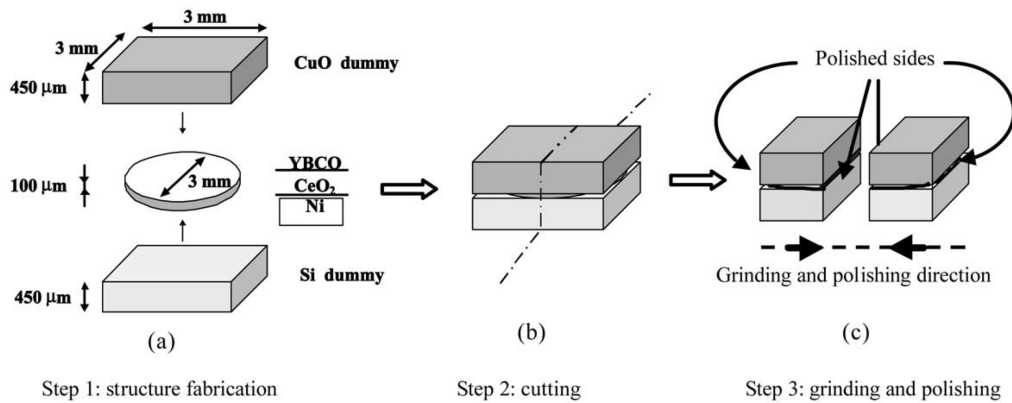 3 mm
3 mm
CuO dummy
450 μm
100 μm
3 mm
YBCO
CeO₂
Ni
Si dummy
450 μm
(a)
Step 1: structure fabrication
(b)
Step 2: cutting
Polished sides
Grinding and polishing direction
(c)
Step 3: grinding and polishing